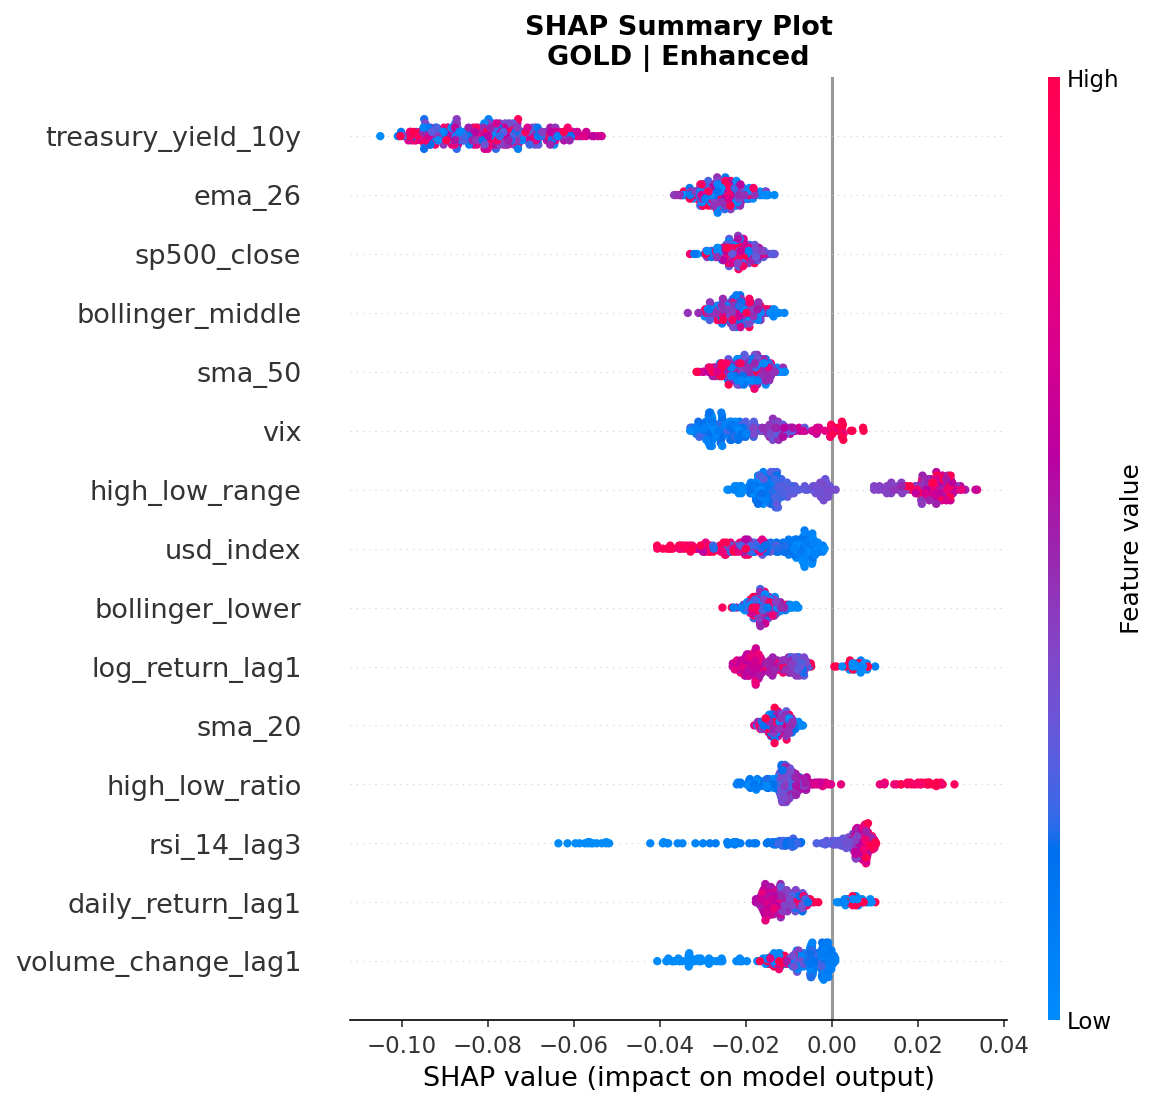 SHAP Summary Plot
GOLD | Enhanced
High
treasury_yield_10y
ema_26
sp500_close
bollinger_middle
sma_50
vix
high_low_range
usd_index
bollinger_lower
log_return_lag1
sma_20
high_low_ratio
rsi_14_lag3
daily_return_lag1
volume_change_lag1
Feature value
Low
−0.10 −0.08 −0.06 −0.04 −0.02 0.00 0.02 0.04
SHAP value (impact on model output)